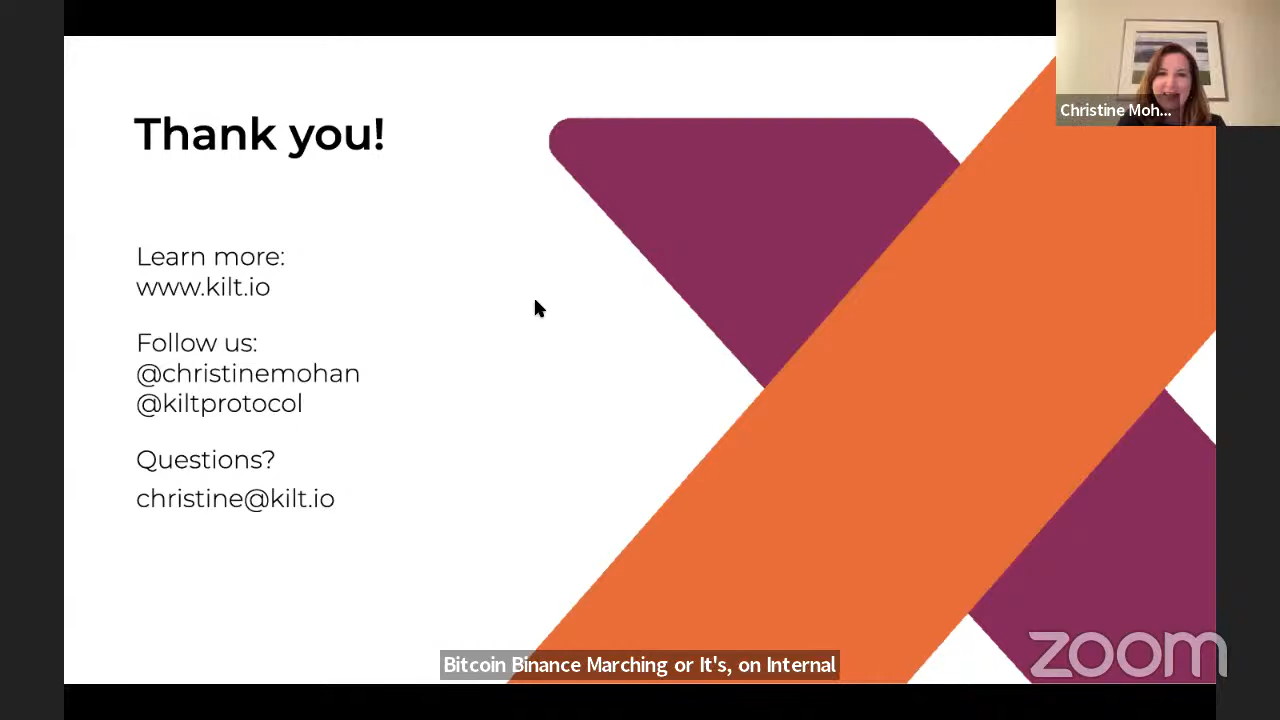 Thank you!
Learn more:
www.kilt.io
Follow us:
@christinemohan
@kiltprotocol
Questions?
christine@kilt.io
Christine Moh...
Bitcoin Binance Marching or It's, on Internal
zoom